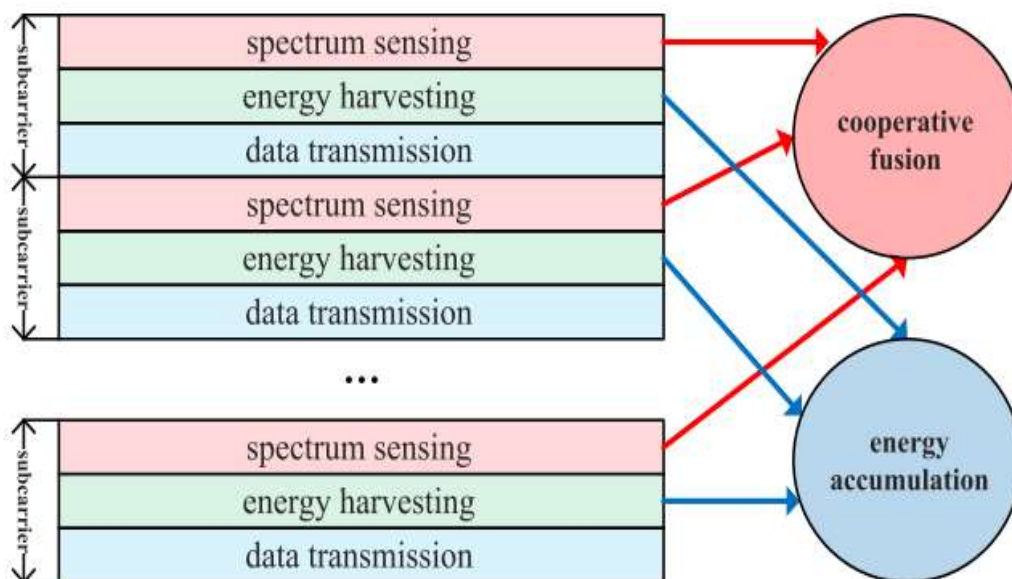 subcarrier
spectrum sensing
energy harvesting
data transmission
subcarrier
spectrum sensing
energy harvesting
data transmission
...
subcarrier
spectrum sensing
energy harvesting
data transmission
cooperative
fusion
energy
accumulation